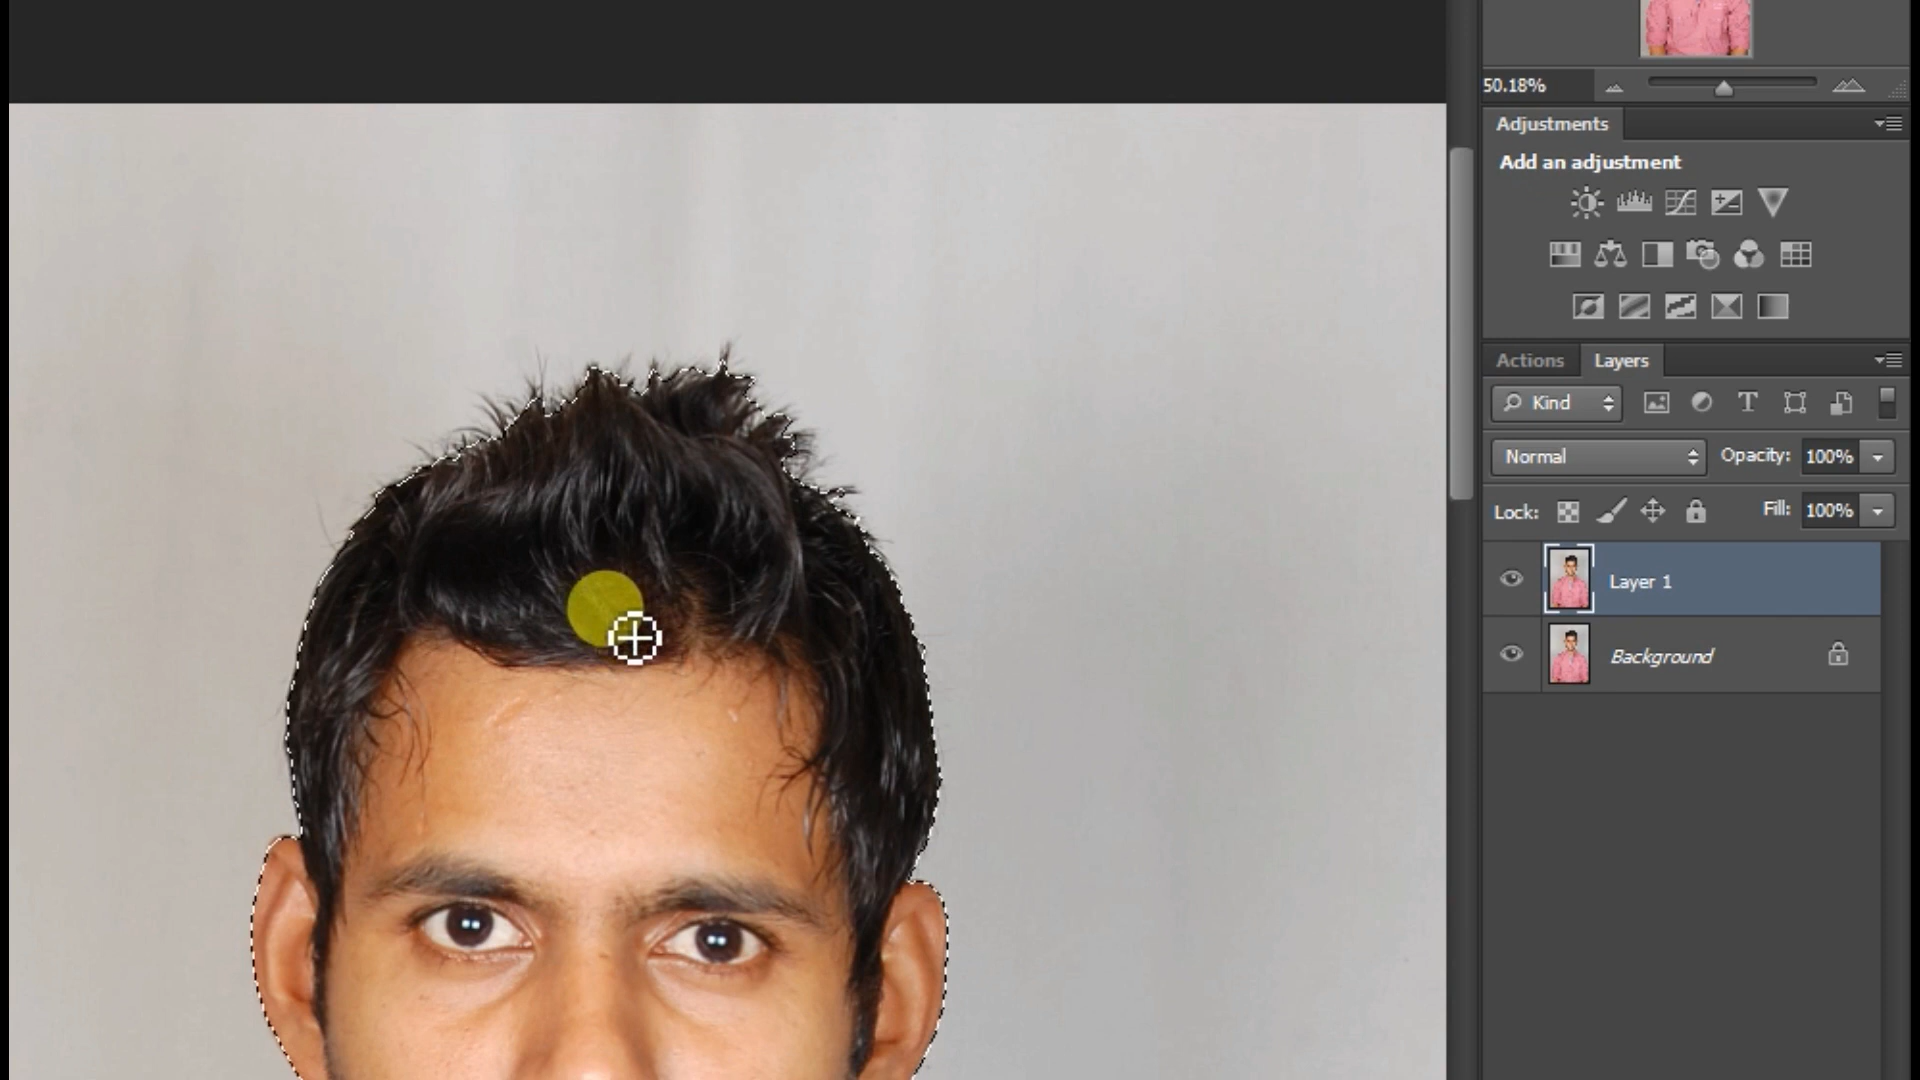 50.18%
Adjustments
Add an adjustment
Actions Layers
Kind
Normal Opacity: 100%
Lock: Fill: 100%
Layer 1
Background